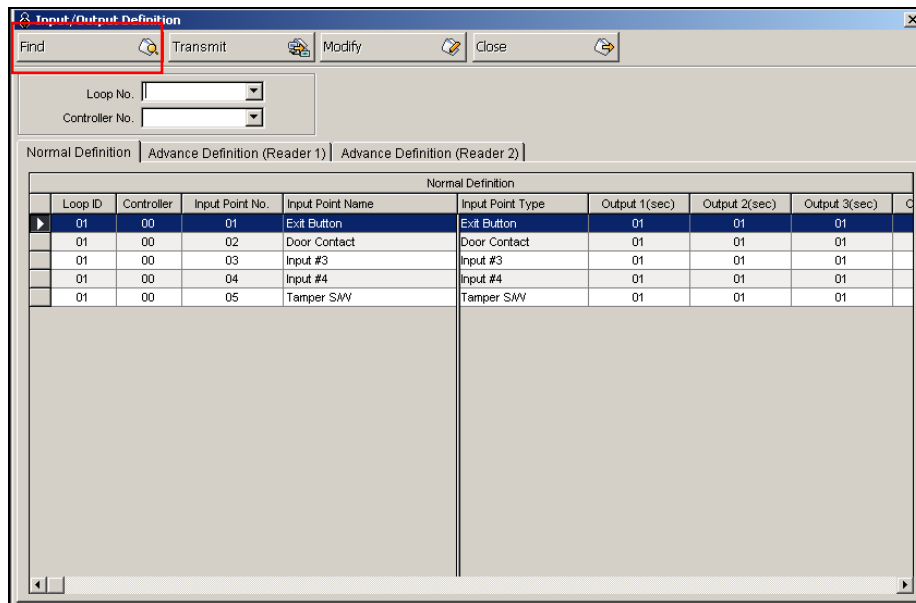 Input/Output Definition
Find Transmit Modify Close
Loop No.
Controller No.
Normal Definition Advance Definition (Reader 1) Advance Definition (Reader 2)
Normal Definition
Loop ID Controller Input Point No. Input Point Name Input Point Type Output 1(sec) Output 2(sec) Output 3(sec)
01 00 01 Exit Button Exit Button 01 01 01
01 00 02 Door Contact Door Contact 01 01 01
01 00 03 Input #3 Input #3 01 01 01
01 00 04 Input #4 Input #4 01 01 01
01 00 05 Tamper S/W Tamper S/W 01 01 01